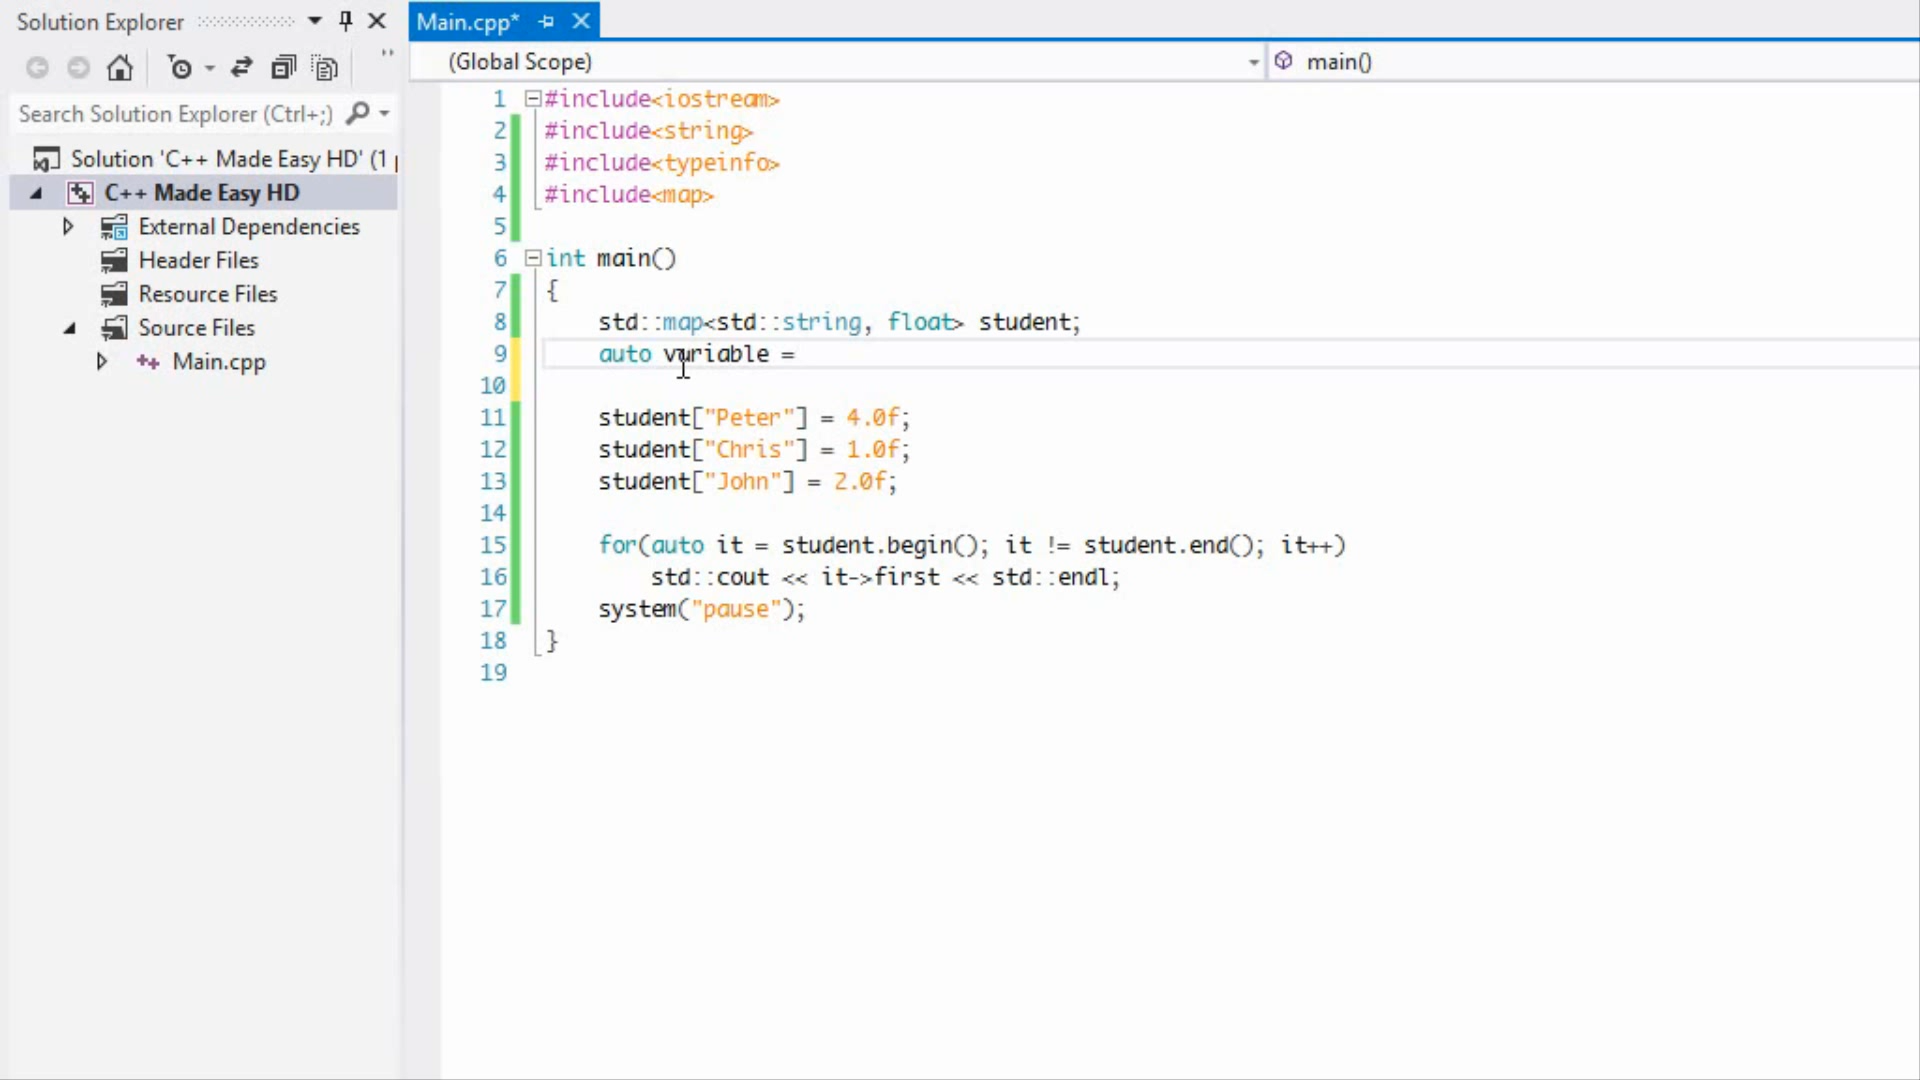 Solution Explorer
Search Solution Explorer (Ctrl+;)
Solution 'C++ Made Easy HD' (1
C++ Made Easy HD
External Dependencies
Header Files
Resource Files
Source Files
Main.cpp
Main.cpp*
(Global Scope)
main()
1 #include<iostream>
2 #include<string>
3 #include<typeinfo>
4 #include<map>
5
6 int main()
7 {
8 std::map<std::string, float> student;
9 auto variable =
10
11 student["Peter"] = 4.0f;
12 student["Chris"] = 1.0f;
13 student["John"] = 2.0f;
14
15 for(auto it = student.begin(); it != student.end(); it++)
16 std::cout << it->first << std::endl;
17 system("pause");
18 }
19